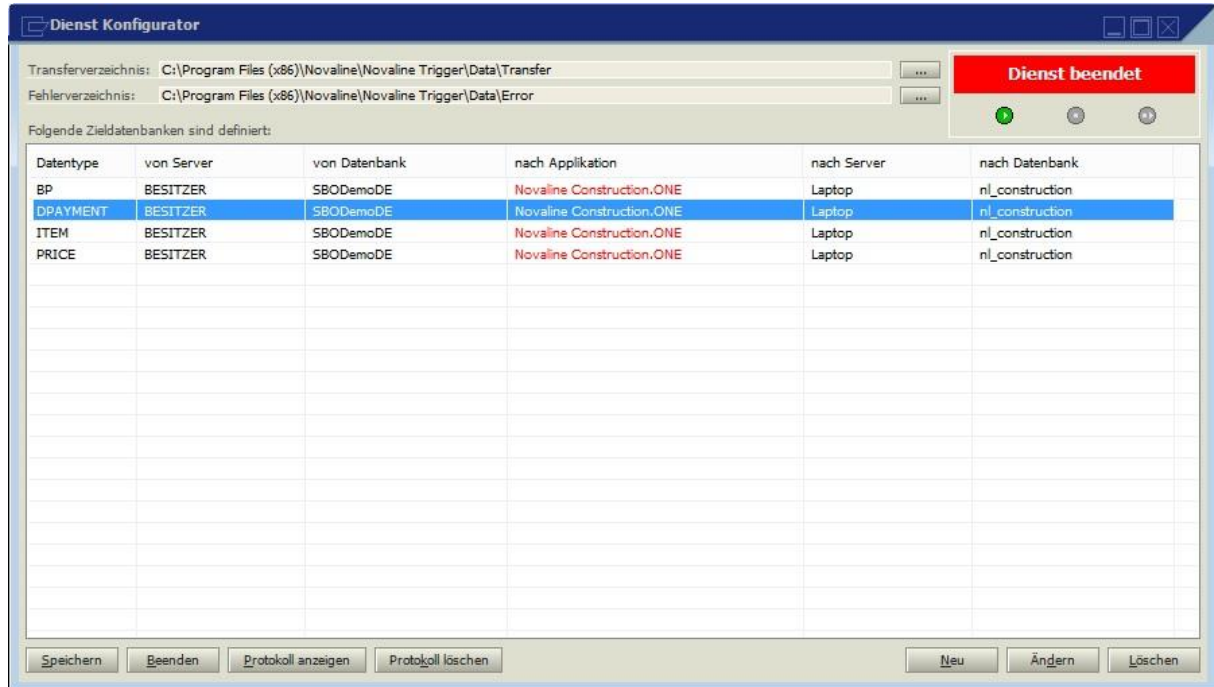 Dienst Konfigurator
Transferverzeichnis: C:\Program Files (x86)\Novaline\Novaline Trigger\Data\Transfer ...
Dienst beendet
Fehlerverzeichnis: C:\Program Files (x86)\Novaline\Novaline Trigger\Data\Error ...
Folgende Zieldatenbanken sind definiert:
Datentype von Server von Datenbank nach Applikation nach Server nach Datenbank
BP BESITZER SBODemoDE Novaline Construction.ONE Laptop nl_construction
DPAYMENT BESITZER SBODemoDE Novaline Construction.ONE Laptop nl_construction
ITEM BESITZER SBODemoDE Novaline Construction.ONE Laptop nl_construction
PRICE BESITZER SBODemoDE Novaline Construction.ONE Laptop nl_construction
Speichern Beenden Protokoll anzeigen Protokoll löschen Neu Ändern Löschen